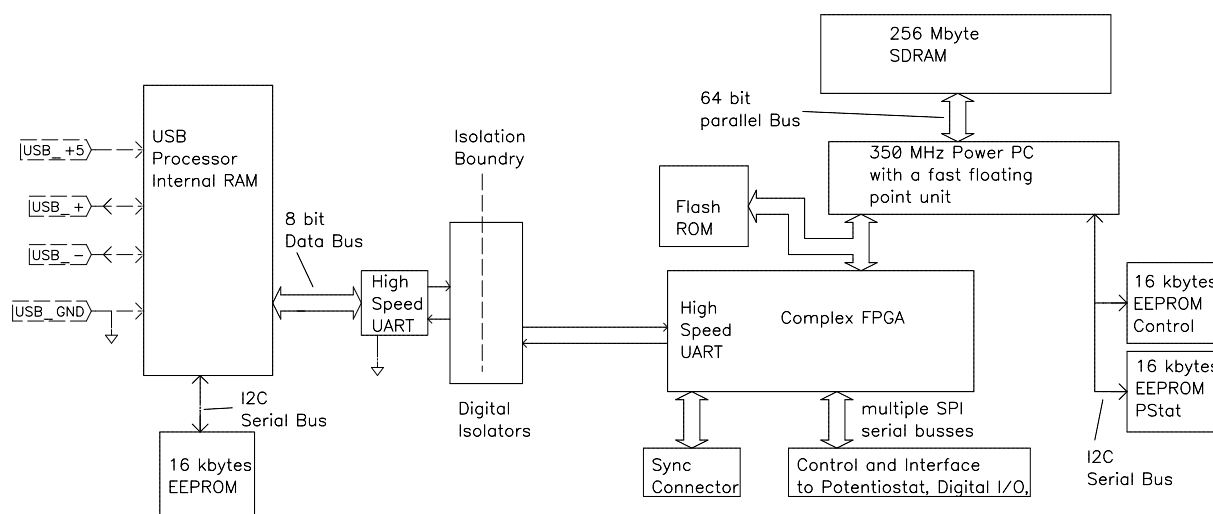 256 Mbyte
SDRAM
64 bit
parallel Bus
USB
Processor
Internal RAM
USB_+5
USB_+
USB_-
USB_GND
Isolation
Boundry
350 MHz Power PC
with a fast floating
point unit
Flash
ROM
8 bit
Data Bus
High
Speed
UART
High
Speed
UART
Complex FPGA
16 kbytes
EEPROM
Control
16 kbytes
EEPROM
PStat
I2C
Serial Bus
Digital
Isolators
multiple SPI
serial busses
16 kbytes
EEPROM
Sync
Connector
Control and Interface
to Potentiostat, Digital I/O,
I2C
Serial Bus